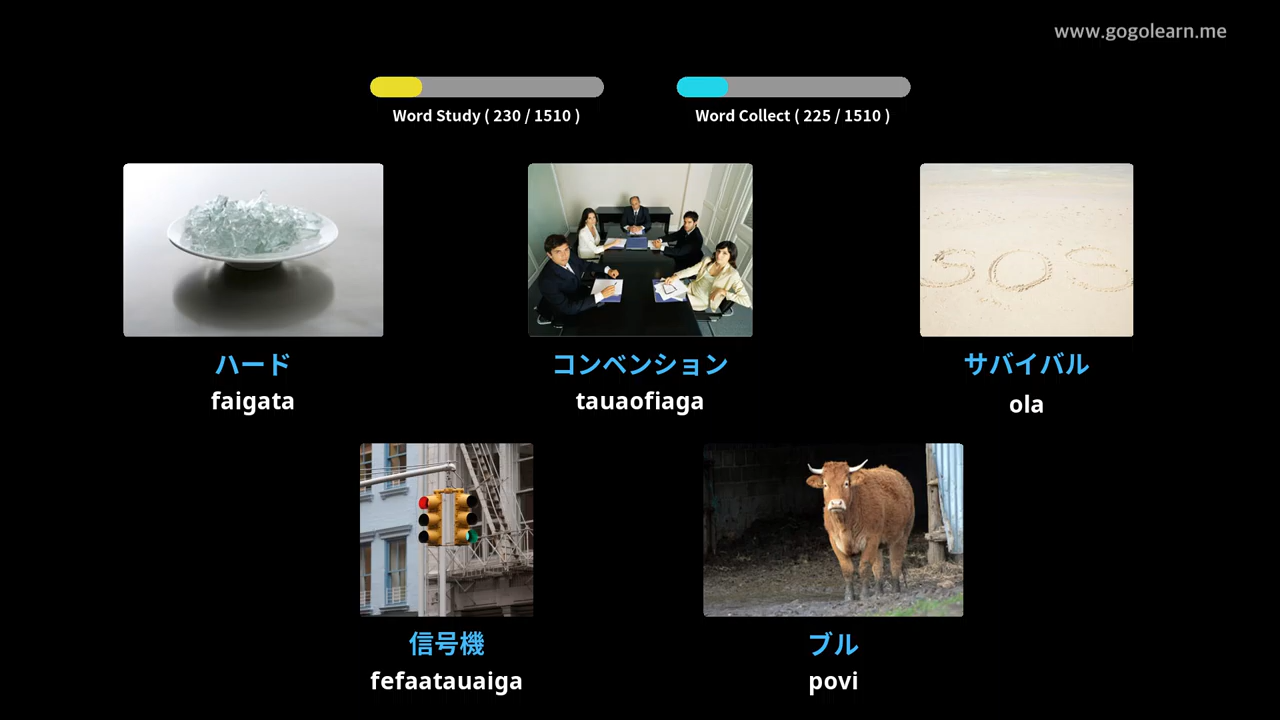 www.gogolearn.me
Word Study ( 230 / 1510 )
Word Collect ( 225 / 1510 )
ハード
faigata
コンベンション
tauaofiaga
サバイバル
ola
SOS
信号機
fefaatauaiga
ブル
povi